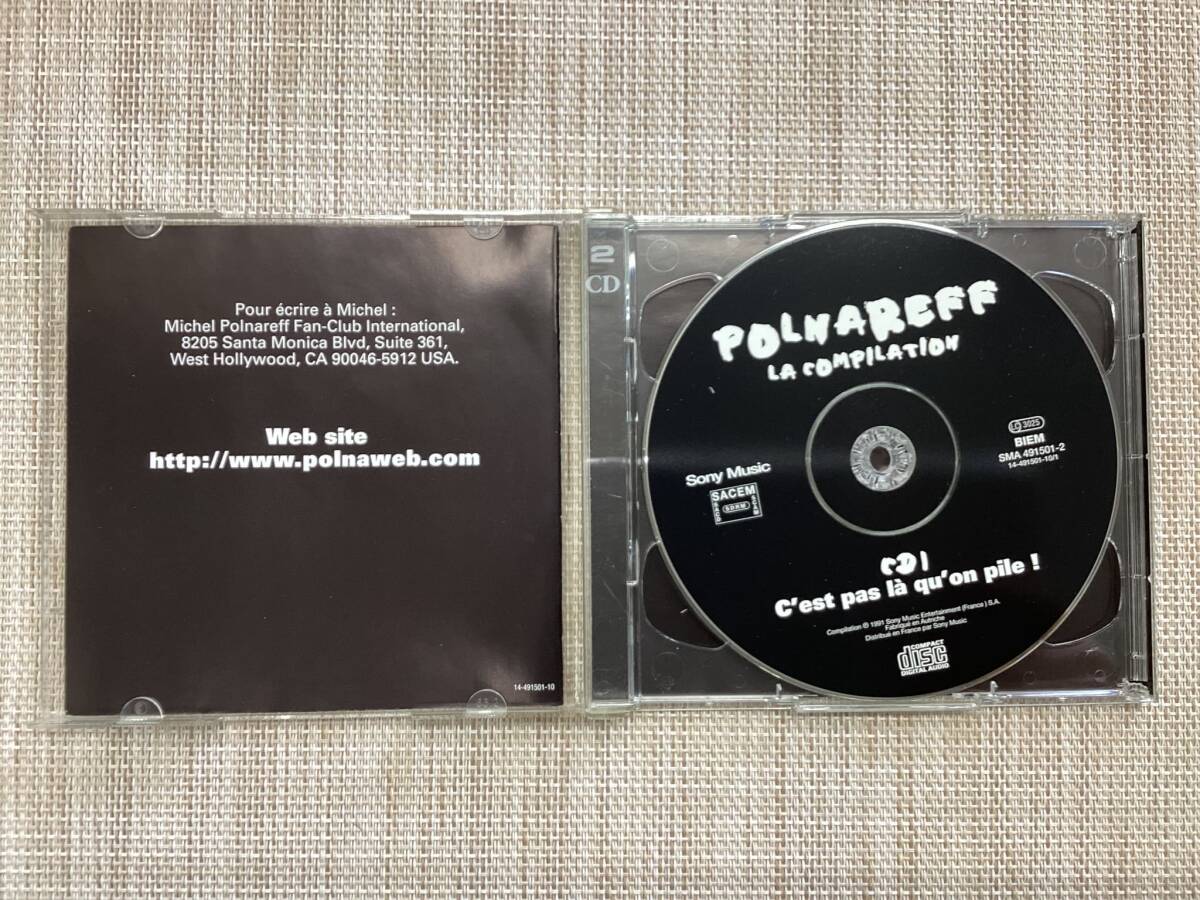 Pour écrire à Michel :
Michel Polnareff Fan-Club International,
8205 Santa Monica Blvd, Suite 361,
West Hollywood, CA 90046-5912 USA.
Web site
http://www.polnaweb.com
14-491501-10
2
CD
POLNAREFF
LA COMPILATION
LC 3025
BIEM
SMA 491501-2
14-491501-10/1
Sony Music
SACEM
SDRM
CD1
C'est pas là qu'on pile !
Compilation ℗ 1991 Sony Music Entertainment (France) S.A.
Fabriqué en Autriche
Distribué en France par Sony Music
COMPACT
disc
DIGITAL AUDIO